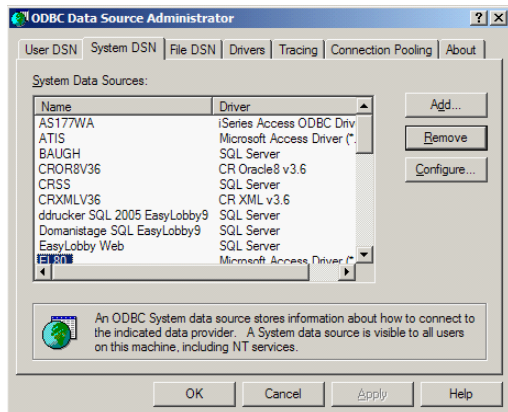 ODBC Data Source Administrator
User DSN System DSN File DSN Drivers Tracing Connection Pooling About
System Data Sources:
Name Driver
AS177WA iSeries Access ODBC Driv
ATIS Microsoft Access Driver (*.
BAUGH SQL Server
CROR8V36 CR Oracle8 v3.6
CRSS SQL Server
CRXMLV36 CR XML v3.6
ddrucker SQL 2005 EasyLobby9 SQL Server
Domanistage SQL EasyLobby9 SQL Server
EasyLobby Web SQL Server
EL80 Microsoft Access Driver (*
Add...
Remove
Configure...
An ODBC System data source stores information about how to connect to
the indicated data provider. A System data source is visible to all users
on this machine, including NT services.
OK Cancel Apply Help